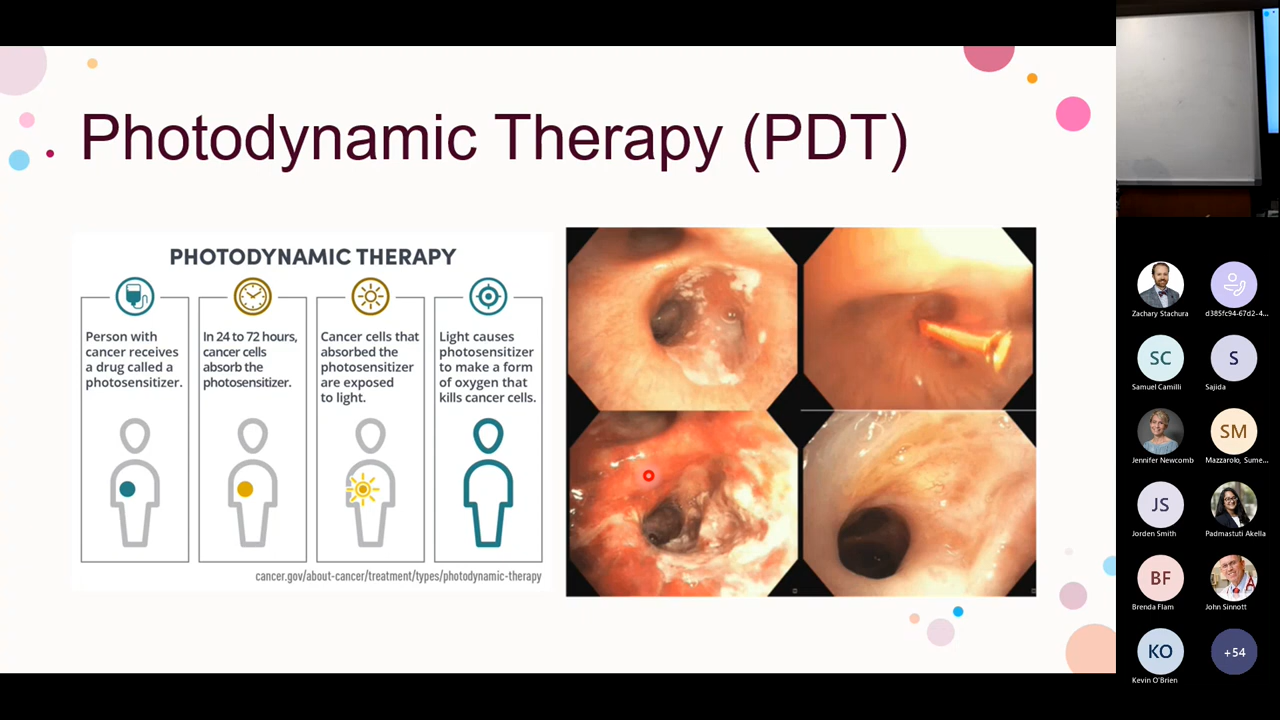 Photodynamic Therapy (PDT)
PHOTODYNAMIC THERAPY
Person with
cancer receives
a drug called a
photosensitizer.
In 24 to 72 hours,
cancer cells
absorb the
photosensitizer.
Cancer cells that
absorbed the
photosensitizer
are exposed
to light.
Light causes
photosensitizer
to make a form
of oxygen that
kills cancer cells.
cancer.gov/about-cancer/treatment/types/photodynamic-therapy
Zachary Stachura
d385fc94-67d2-4...
SC
Samuel Camilli
S
Sajida
Jennifer Newcomb
SM
Mazzarolo, Sume...
JS
Jorden Smith
Padmastuti Akella
BF
Brenda Flam
John Sinnott
KO
Kevin O'Brien
+54